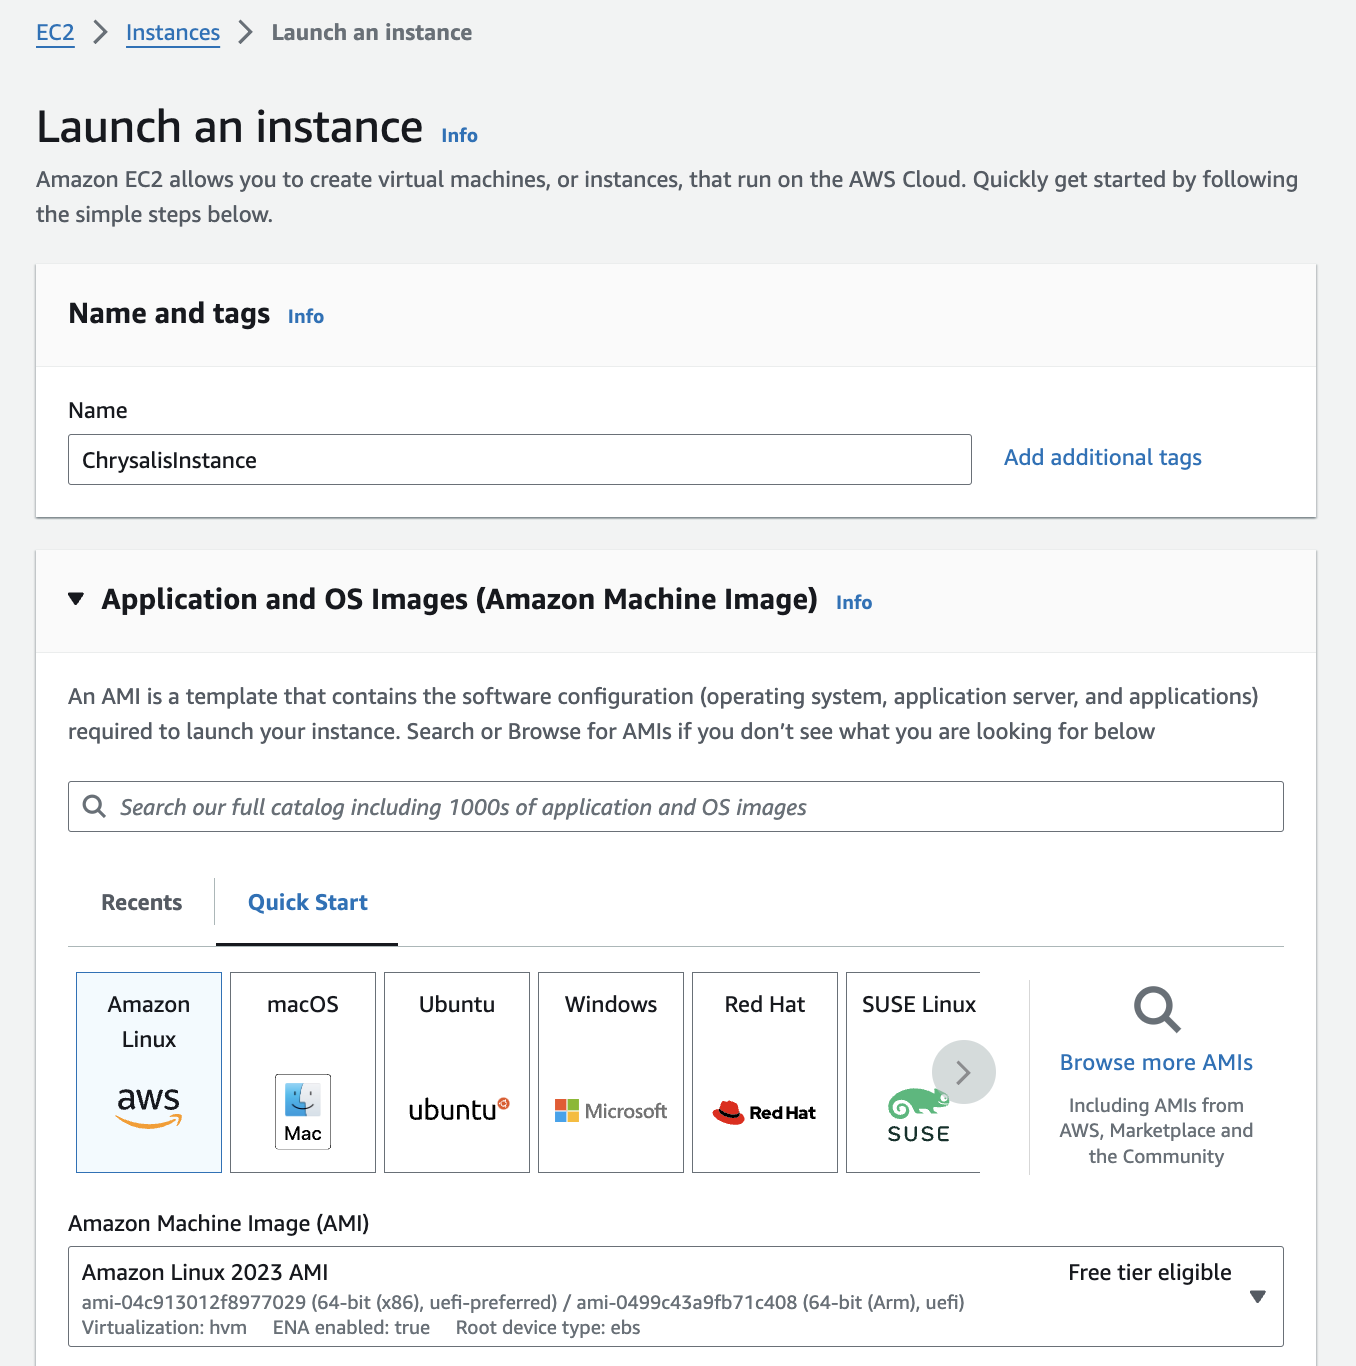 EC2 Instances Launch an instance
Launch an instance Info
Amazon EC2 allows you to create virtual machines, or instances, that run on the AWS Cloud. Quickly get started by following
the simple steps below.
Name and tags Info
Name
ChrysalisInstance
Add additional tags
Application and OS Images (Amazon Machine Image) Info
An AMI is a template that contains the software configuration (operating system, application server, and applications)
required to launch your instance. Search or Browse for AMIs if you don’t see what you are looking for below
Search our full catalog including 1000s of application and OS images
Recents
Quick Start
Amazon
Linux
aws
macOS
Mac
Ubuntu
ubuntu
Windows
Microsoft
Red Hat
Red Hat
SUSE Linux
SUSE
Browse more AMIs
Including AMIs from
AWS, Marketplace and
the Community
Amazon Machine Image (AMI)
Amazon Linux 2023 AMI
Free tier eligible
ami-04c913012f8977029 (64-bit (x86), uefi-preferred) / ami-0499c43a9fb71c408 (64-bit (Arm), uefi)
Virtualization: hvm ENA enabled: true Root device type: ebs